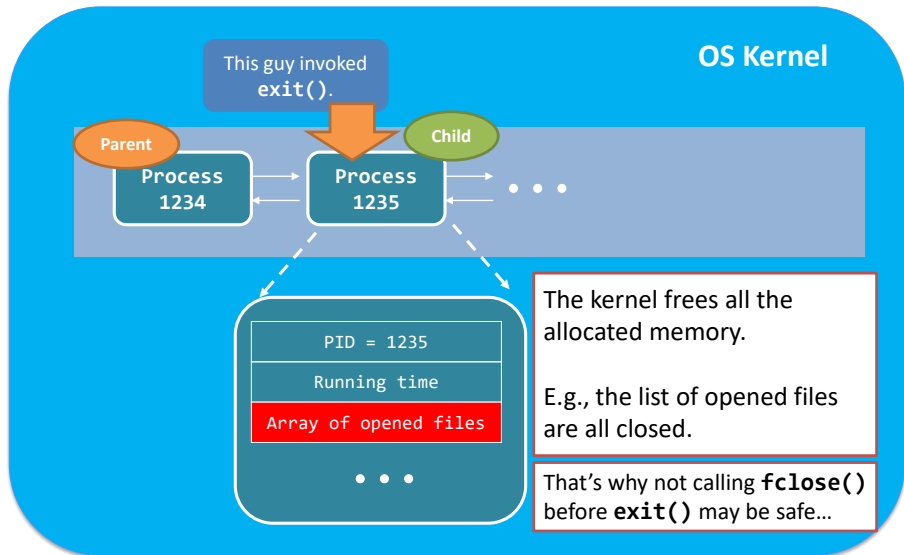 OS Kernel
This guy invoked
exit().
Parent
Child
Process
1234
Process
1235
• • •
PID = 1235
Running time
Array of opened files
• • •
The kernel frees all the
allocated memory.
E.g., the list of opened files
are all closed.
That’s why not calling fclose()
before exit() may be safe…